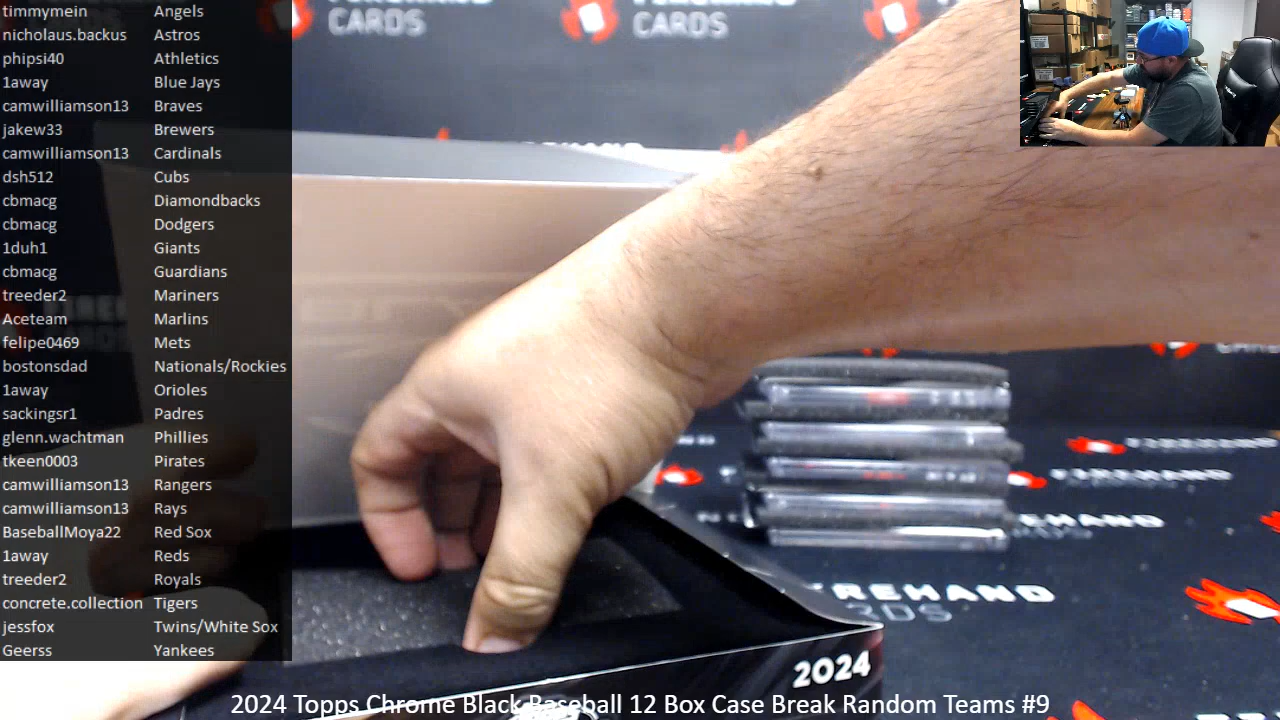 timmymein Angels
nicholaus.backus Astros
phipsi40 Athletics
1away Blue Jays
camwilliamson13 Braves
jakew33 Brewers
camwilliamson13 Cardinals
dsh512 Cubs
cbmacg Diamondbacks
cbmacg Dodgers
1duh1 Giants
cbmacg Guardians
treeder2 Mariners
Aceteam Marlins
felipe0469 Mets
bostonsdad Nationals/Rockies
1away Orioles
sackingsr1 Padres
glenn.wachtman Phillies
tkeen0003 Pirates
camwilliamson13 Rangers
camwilliamson13 Rays
BaseballMoya22 Red Sox
1away Reds
treeder2 Royals
concrete.collection Tigers
jessfox Twins/White Sox
Geerss Yankees
CARDS
CARDS
2024
2024 Topps Chrome Black Baseball 12 Box Case Break Random Teams #9